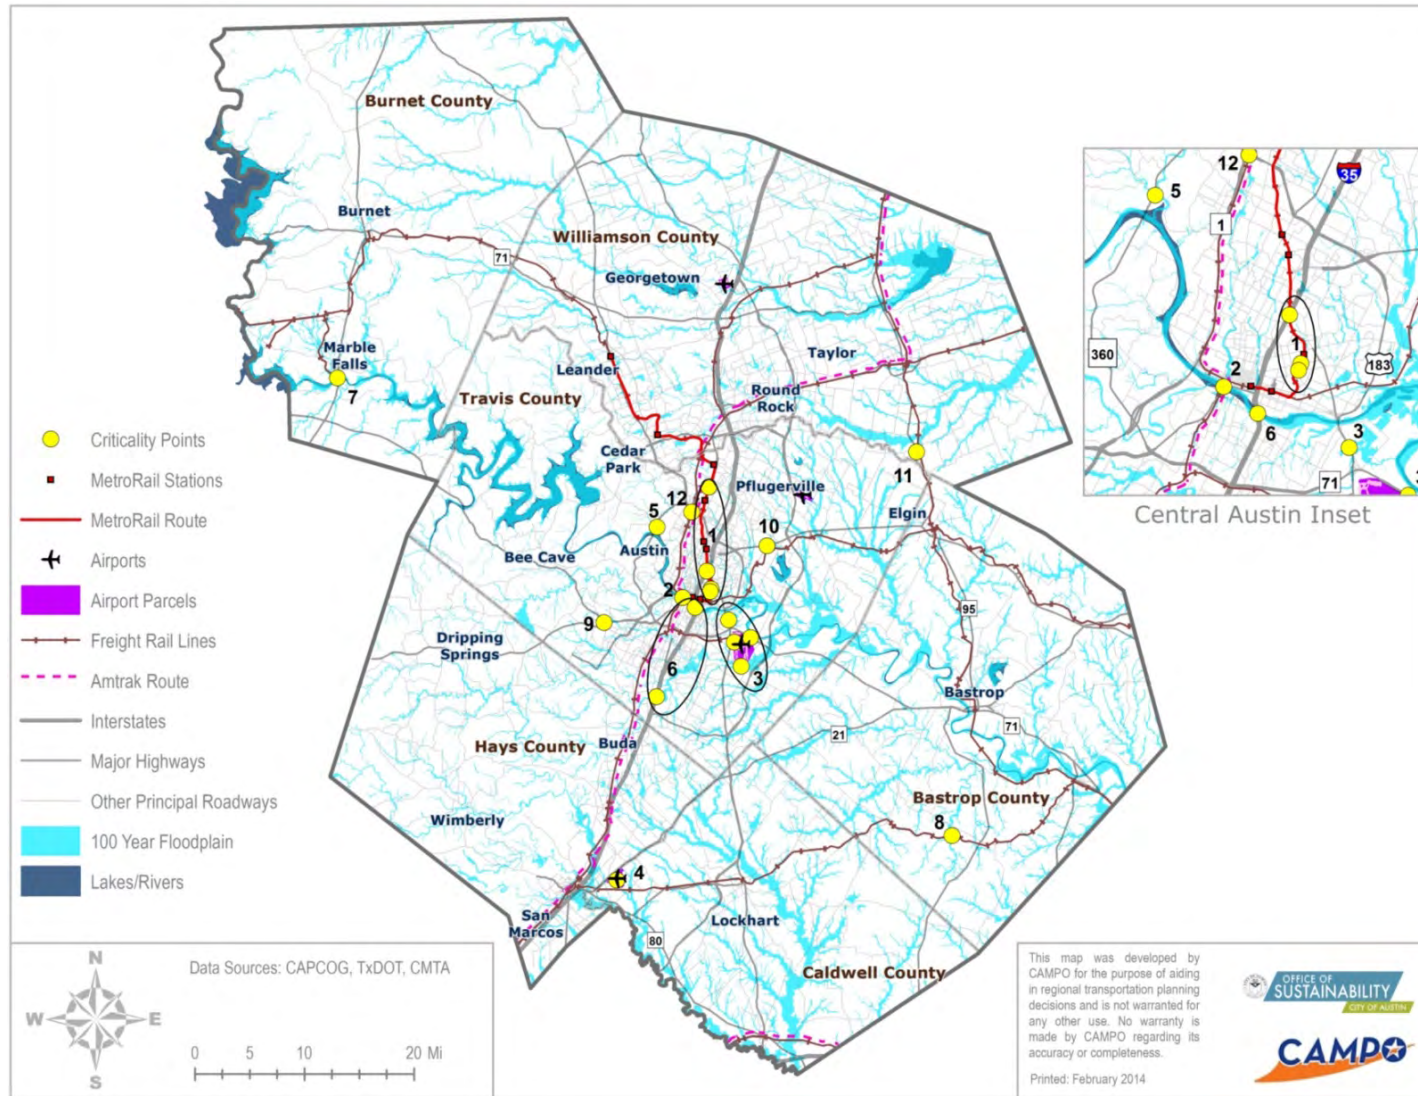 Burnet County
Burnet
71
Williamson County
Georgetown
Marble
Falls
7
Leander
Taylor
Travis County
Round
Rock
Cedar
Park
11
Pflugerville
12
5
1
10
Elgin
Austin
Bee Cave
2
9
95
Dripping
Springs
6
3
Bastrop
71
21
Hays County
Buda
Bastrop County
Wimberly
8
4
San
Marcos
Lockhart
80
Caldwell County
12
35
5
1
360
1
2
183
6
3
71
Central Austin Inset
Criticality Points
MetroRail Stations
MetroRail Route
Airports
Airport Parcels
Freight Rail Lines
Amtrak Route
Interstates
Major Highways
Other Principal Roadways
100 Year Floodplain
Lakes/Rivers
N
W E
S
Data Sources: CAPCOG, TxDOT, CMTA
0 5 10 20 Mi
This map was developed by
CAMPO for the purpose of aiding
in regional transportation planning
decisions and is not warranted for
any other use. No warranty is
made by CAMPO regarding its
accuracy or completeness.
Printed: February 2014
OFFICE OF
SUSTAINABILITY
CITY OF AUSTIN
CAMPO